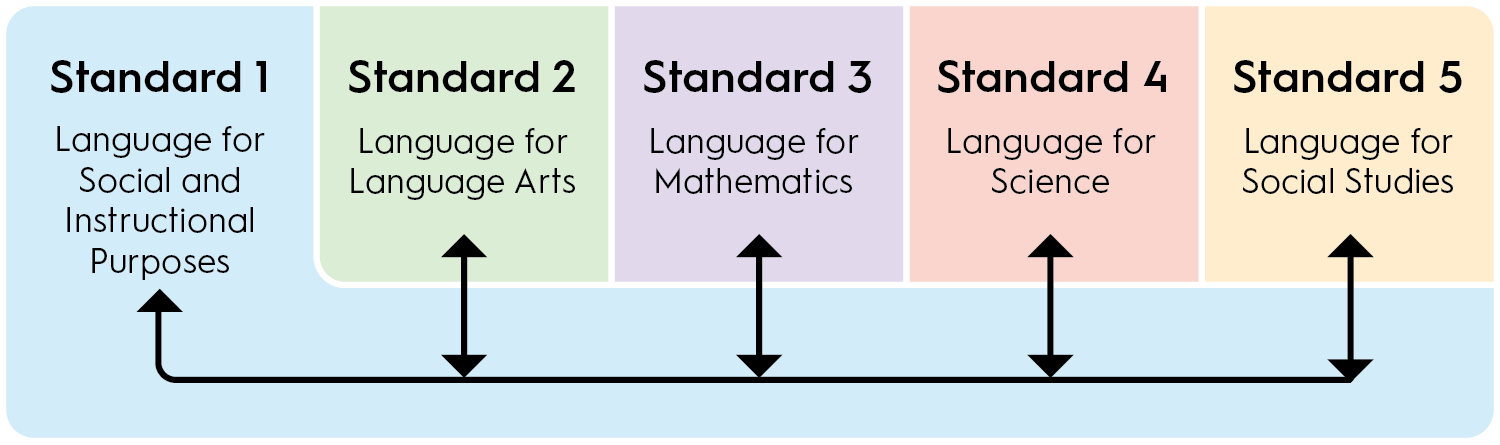 Standard 1
Language for
Social and
Instructional
Purposes
Standard 2
Language for
Language Arts
Standard 3
Language for
Mathematics
Standard 4
Language for
Science
Standard 5
Language for
Social Studies